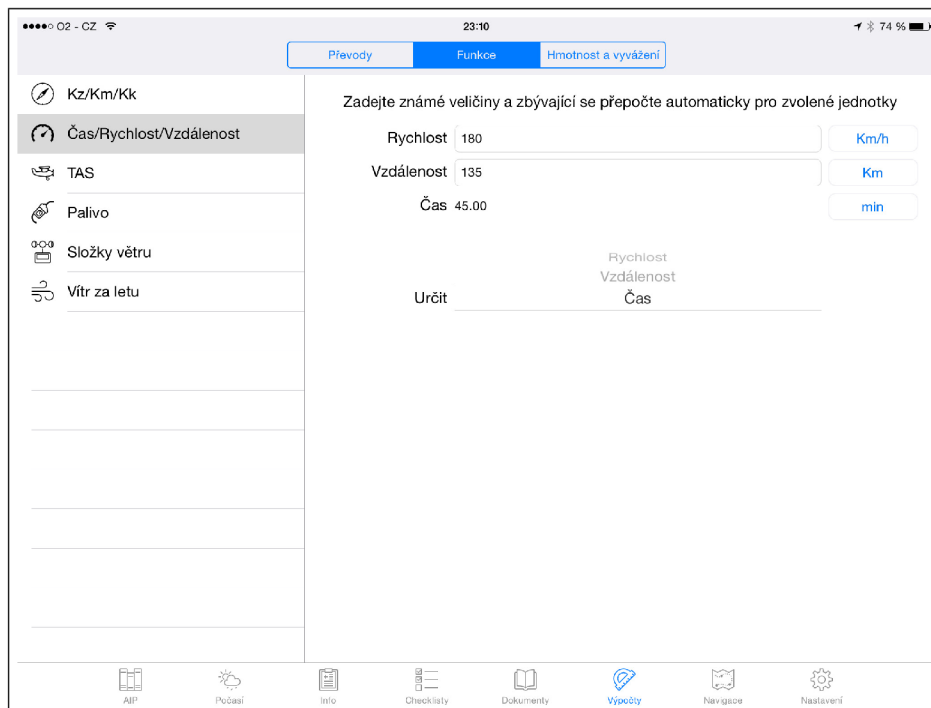 O2 - CZ 23:10 74 %
Převody Funkce Hmotnost a vyvážení
Kz/Km/Kk
Čas/Rychlost/Vzdálenost
TAS
Palivo
Složky větru
Vítr za letu
Zadejte známé veličiny a zbývající se přepočte automaticky pro zvolené jednotky
Rychlost 180 Km/h
Vzdálenost 135 Km
Čas 45.00 min
Rychlost
Vzdálenost
Určit Čas
AIP Počasí Info Checklisty Dokumenty Výpočty Navigace Nastavení